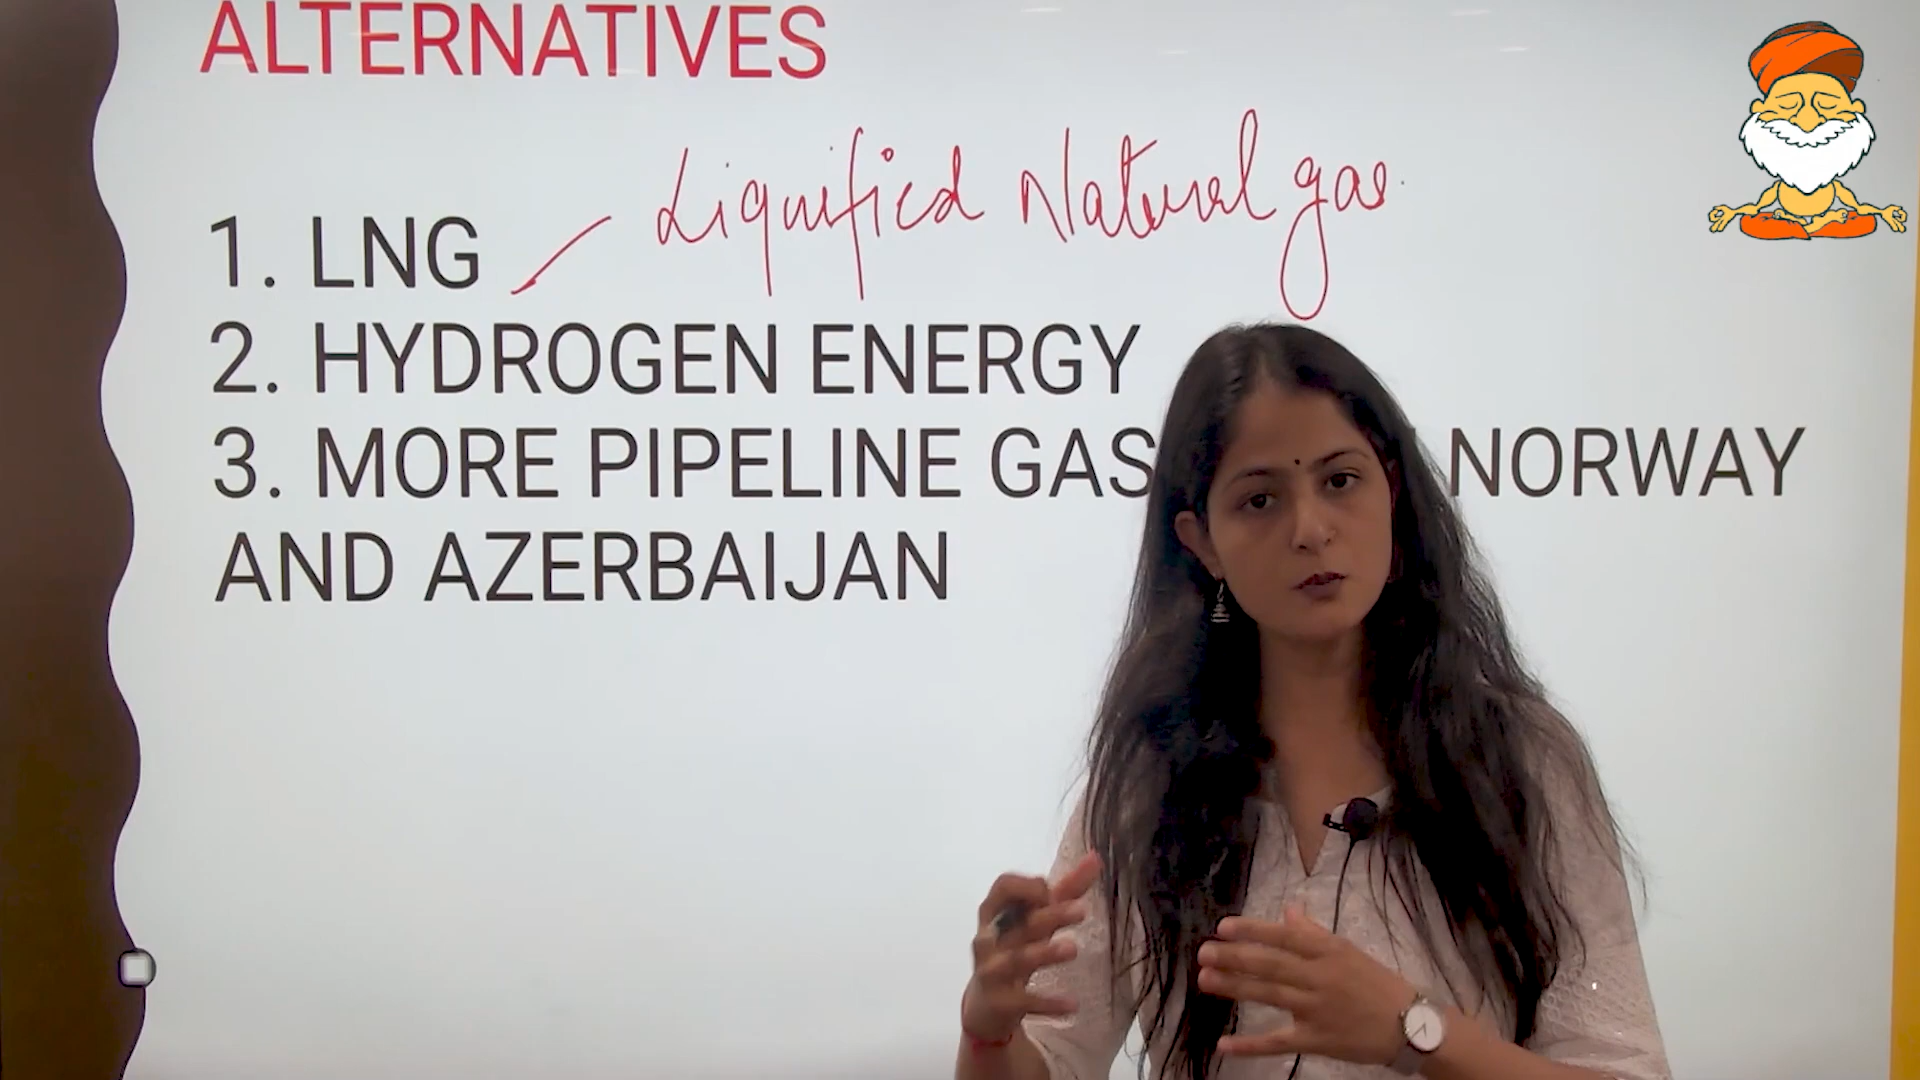 ALTERNATIVES
Liquified Natural gas
1. LNG
2. HYDROGEN ENERGY
3. MORE PIPELINE GAS NORWAY
AND AZERBAIJAN